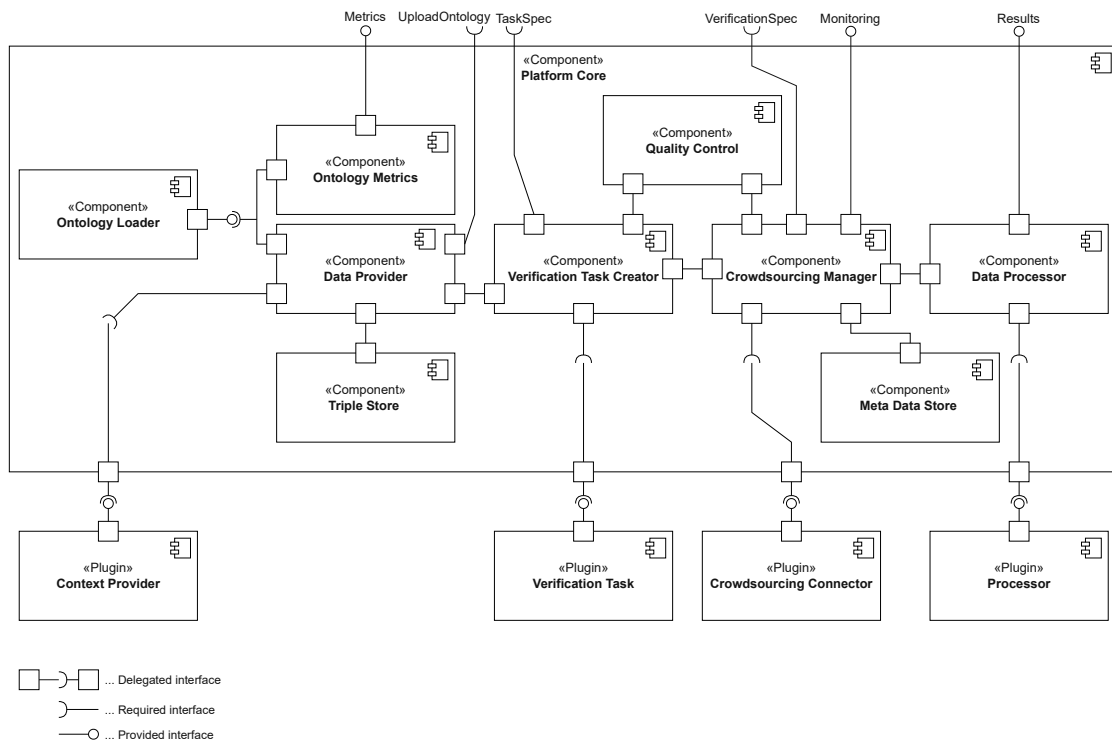 Metrics
UploadOntology
TaskSpec
VerificationSpec
Monitoring
Results
«Component»
Platform Core
«Component»
Quality Control
«Component»
Ontology Metrics
«Component»
Ontology Loader
«Component»
Data Provider
«Component»
Verification Task Creator
«Component»
Crowdsourcing Manager
«Component»
Data Processor
«Component»
Triple Store
«Component»
Meta Data Store
«Plugin»
Context Provider
«Plugin»
Verification Task
«Plugin»
Crowdsourcing Connector
«Plugin»
Processor
... Delegated interface
... Required interface
... Provided interface